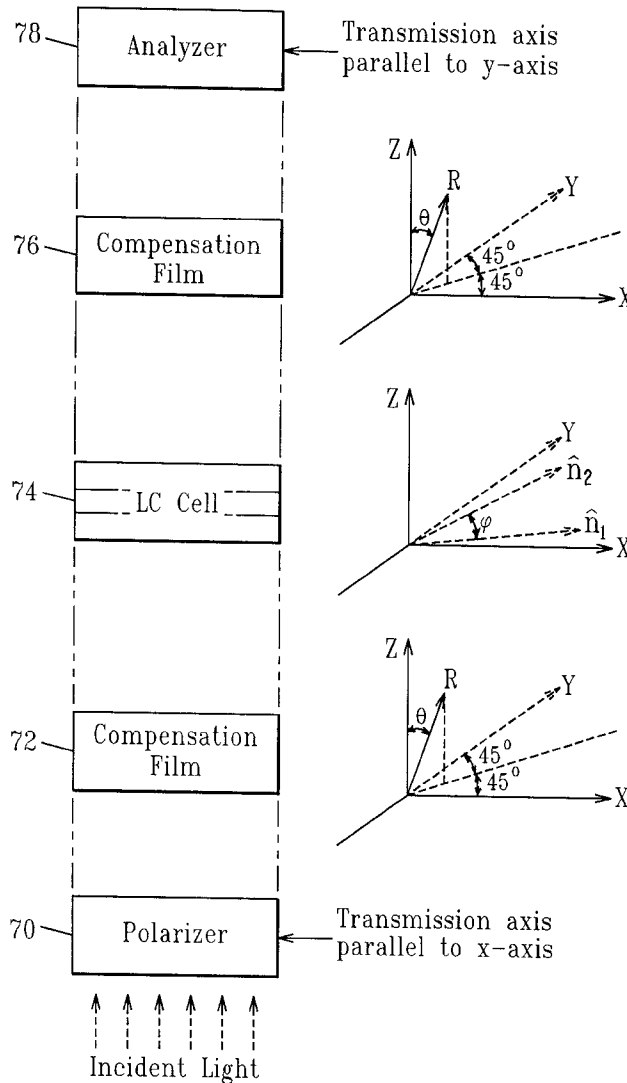 78
Analyzer
Transmission axis
parallel to y-axis
76
Compensation
Film
Z
R
θ
Y
45°
45°
X
74
LC Cell
Z
Y
n̂₂
φ
n̂₁
X
72
Compensation
Film
Z
R
θ
Y
45°
45°
X
70
Polarizer
Transmission axis
parallel to x-axis
Incident Light